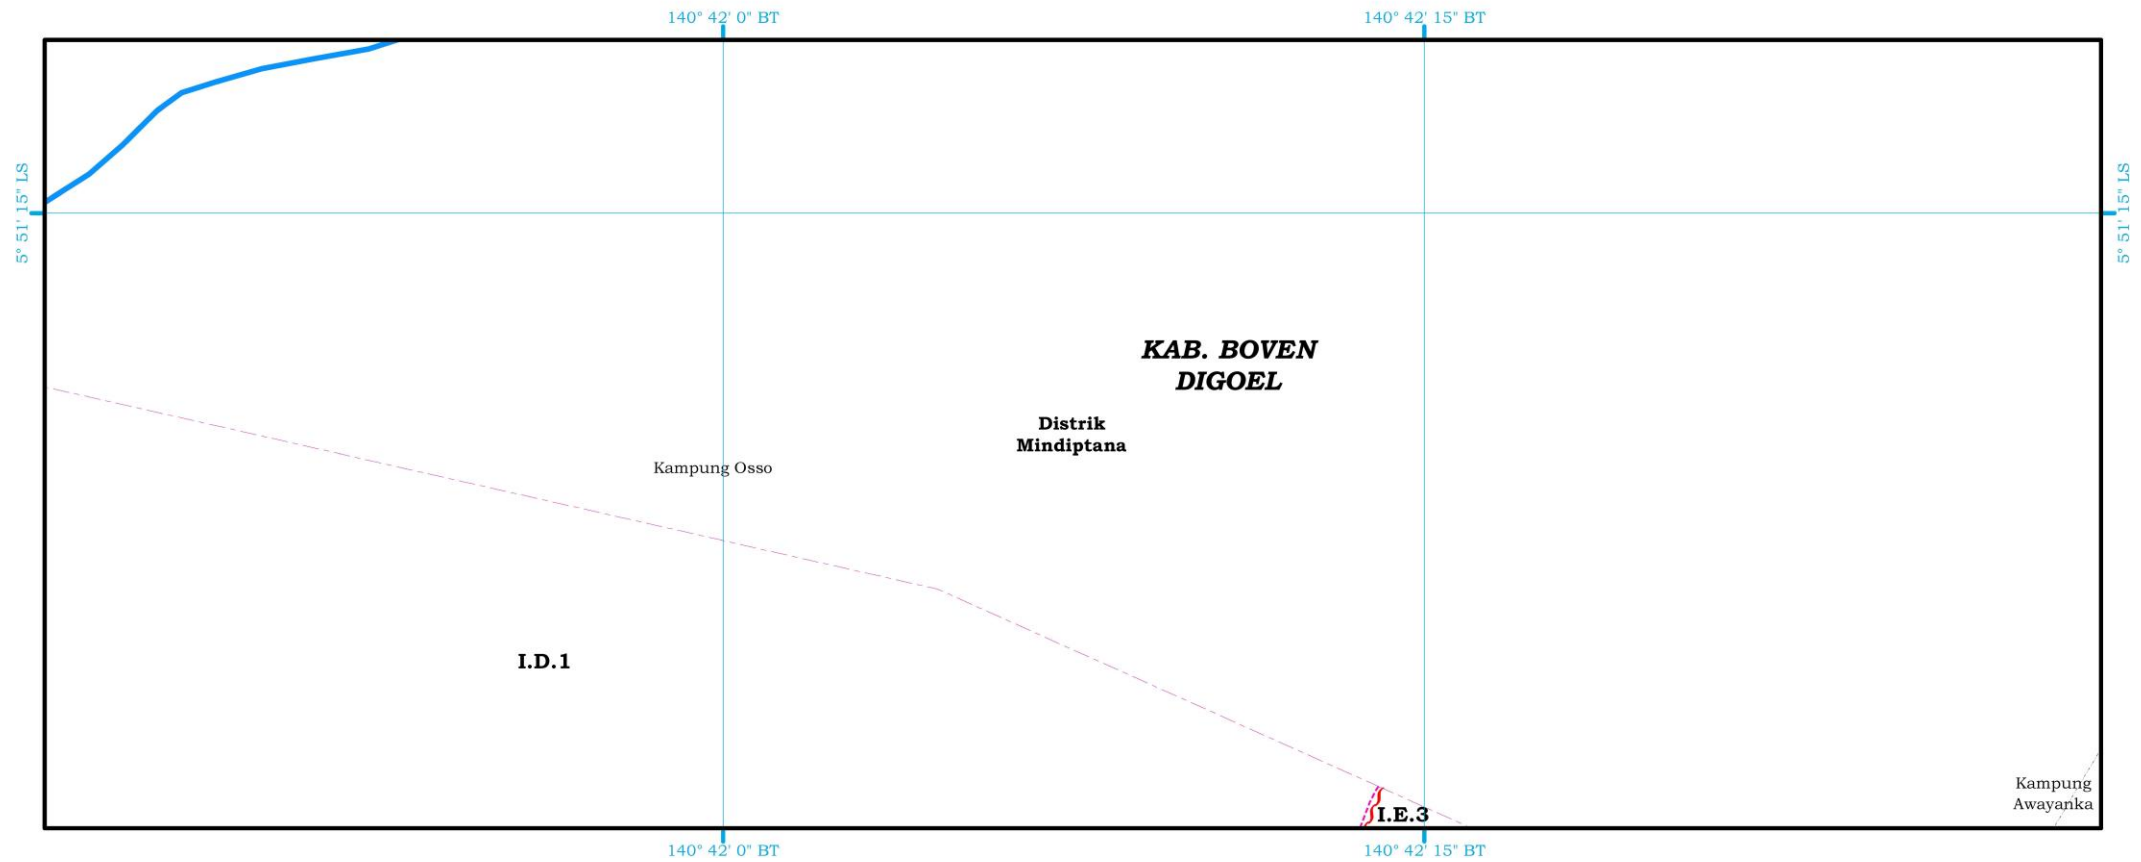 140° 42' 0" BT
140° 42' 15" BT
5° 51' 15" LS
5° 51' 15" LS
KAB. BOVEN
DIGOEL
Distrik
Mindiptana
Kampung Osso
I.D.1
Kampung
Awayanka
I.E.3
140° 42' 0" BT
140° 42' 15" BT